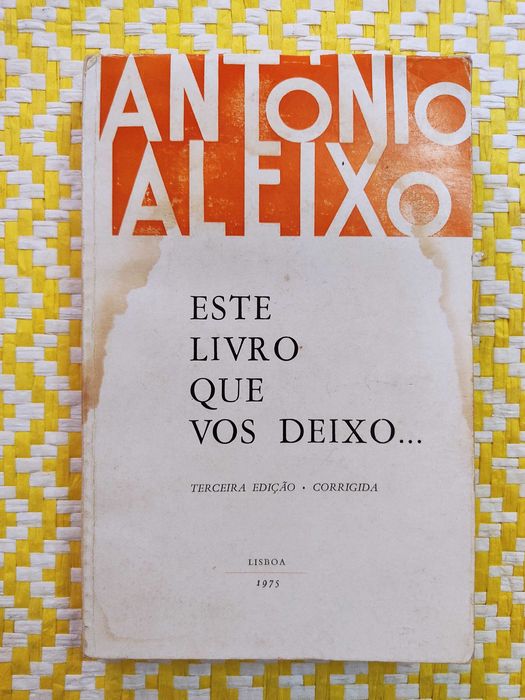 ANTÓNIO
ALEIXO
ESTE
LIVRO
QUE
VOS DEIXO...
TERCEIRA EDIÇÃO • CORRIGIDA
LISBOA
1975